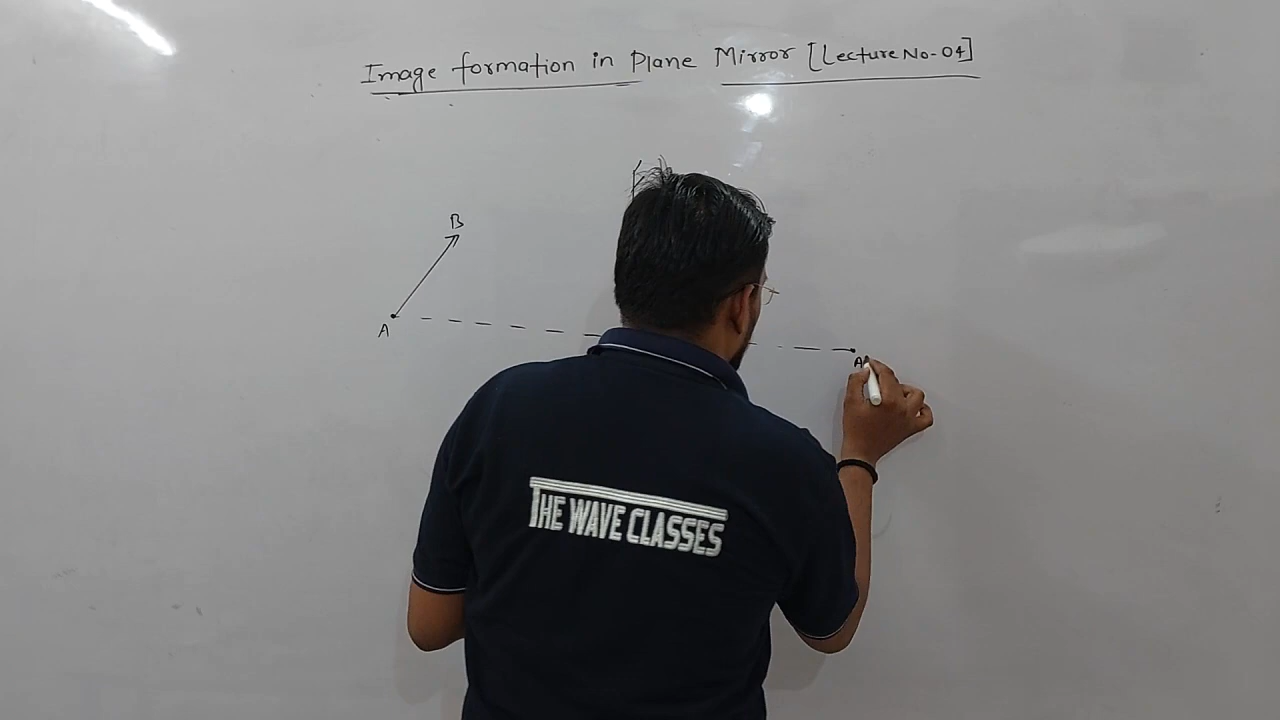 Image formation in Plane Mirror [Lecture No-04]
B
A
A'
THE WAVE CLASSES